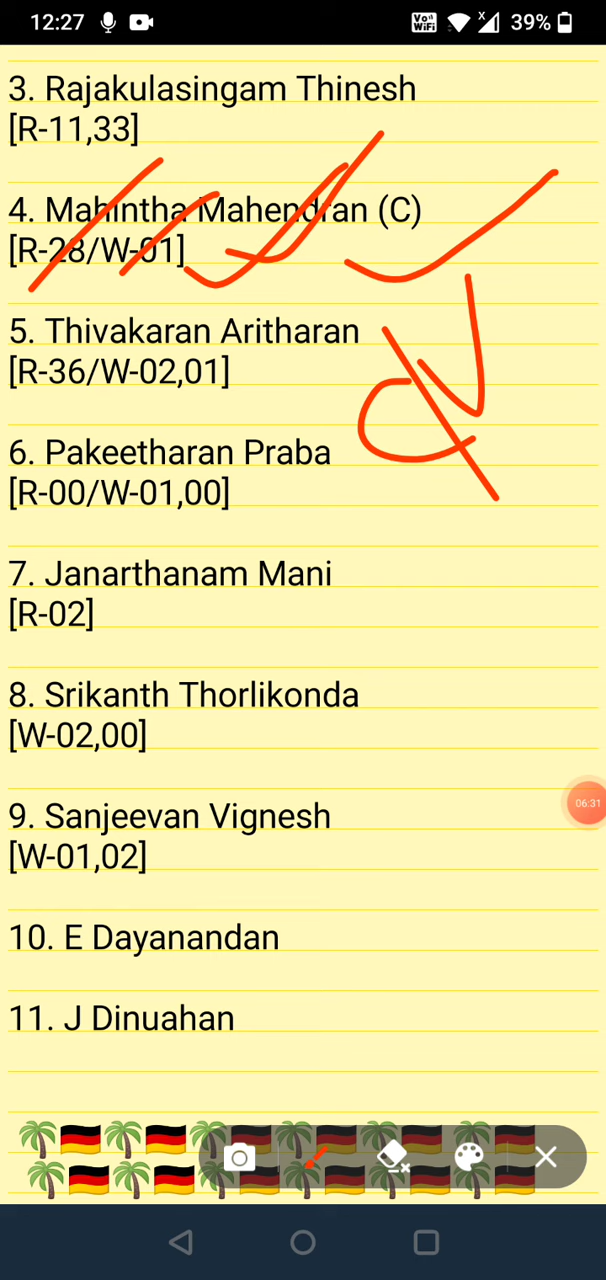 12:27
Vo))
WiFi
x
39%
3. Rajakulasingam Thinesh
[R-11,33]
4. Mahintha Mahendran (C)
[R-28/W-01]
5. Thivakaran Aritharan
[R-36/W-02,01]
6. Pakeetharan Praba
[R-00/W-01,00]
7. Janarthanam Mani
[R-02]
8. Srikanth Thorlikonda
[W-02,00]
06:31
9. Sanjeevan Vignesh
[W-01,02]
10. E Dayanandan
11. J Dinuahan